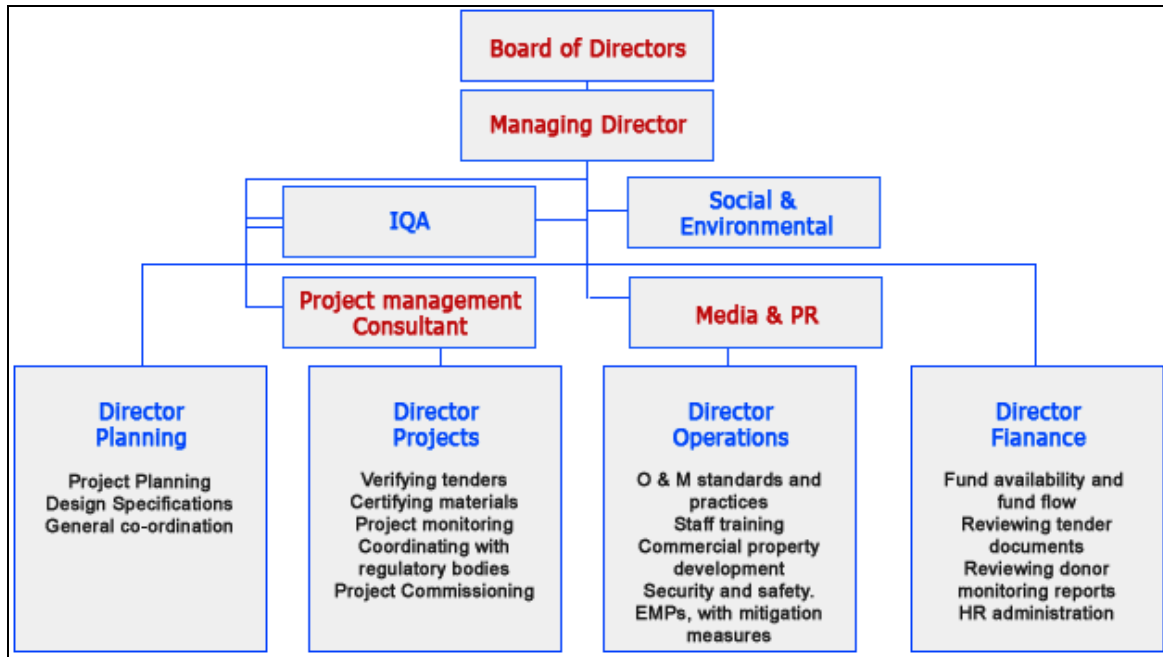 Board of Directors
Managing Director
IQA
Social &
Environmental
Project management
Consultant
Media & PR
Director
Planning
Project Planning
Design Specifications
General co-ordination
Director
Projects
Verifying tenders
Certifying materials
Project monitoring
Coordinating with
regulatory bodies
Project Commissioning
Director
Operations
O & M standards and
practices
Staff training
Commercial property
development
Security and safety.
EMPs, with mitigation
measures
Director
Fianance
Fund availability and
fund flow
Reviewing tender
documents
Reviewing donor
monitoring reports
HR administration